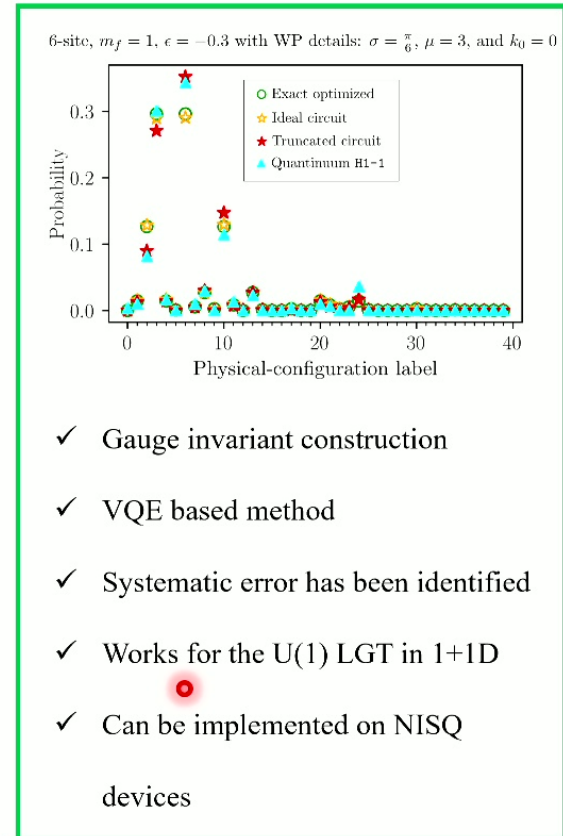 6-site, m_f = 1, ϵ = −0.3 with WP details: σ = π/6, μ = 3, and k_0 = 0
Exact optimized
Ideal circuit
Truncated circuit
Quantinuum H1-1
Probability
0.3
0.2
0.1
0.0
0 10 20 30 40
Physical-configuration label
✓ Gauge invariant construction
✓ VQE based method
✓ Systematic error has been identified
✓ Works for the U(1) LGT in 1+1D
✓ Can be implemented on NISQ
devices